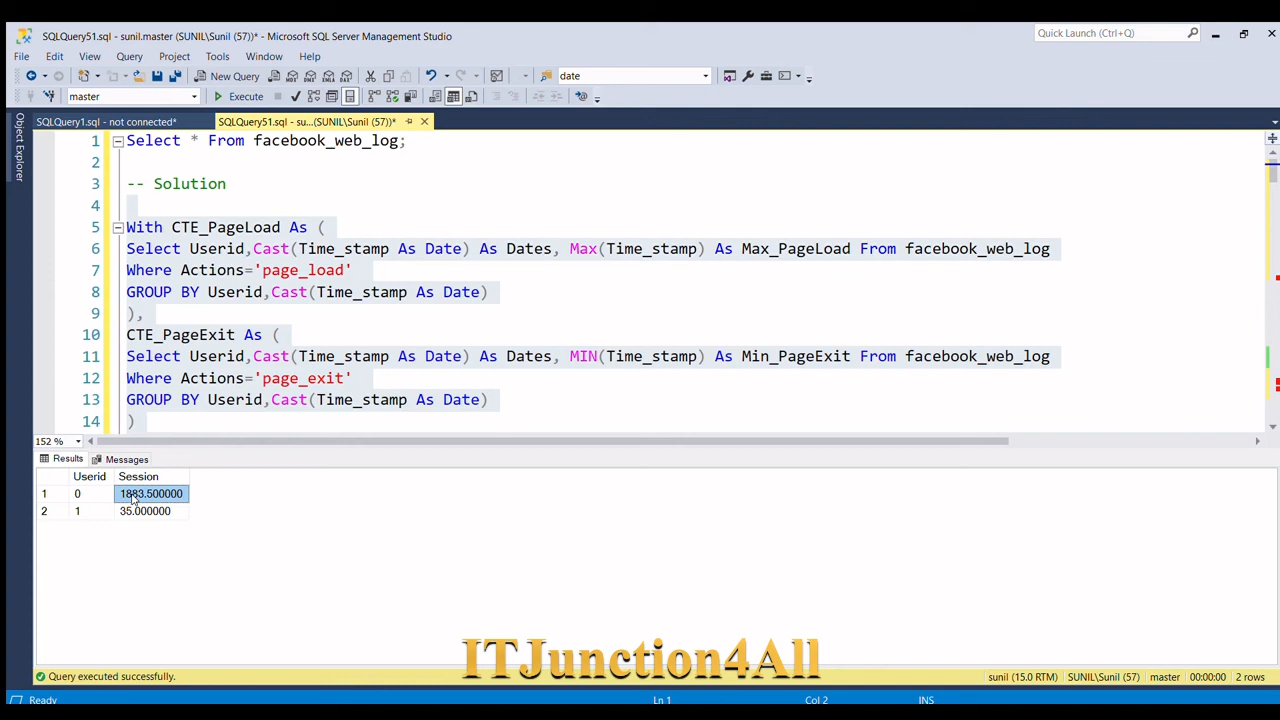 SQLQuery51.sql - sunil.master (SUNIL\Sunil (57))* - Microsoft SQL Server Management Studio
Quick Launch (Ctrl+Q)
File Edit View Query Project Tools Window Help
New Query
date
master
Execute
SQLQuery1.sql - not connected*
SQLQuery51.sql - su...(SUNIL\Sunil (57))*
Object Explorer
1 Select * From facebook_web_log;
2
3 -- Solution
4
5 With CTE_PageLoad As (
6 Select Userid,Cast(Time_stamp As Date) As Dates, Max(Time_stamp) As Max_PageLoad From facebook_web_log
7 Where Actions='page_load'
8 GROUP BY Userid,Cast(Time_stamp As Date)
9 ),
10 CTE_PageExit As (
11 Select Userid,Cast(Time_stamp As Date) As Dates, MIN(Time_stamp) As Min_PageExit From facebook_web_log
12 Where Actions='page_exit'
13 GROUP BY Userid,Cast(Time_stamp As Date)
14 )
152 %
Results Messages
Userid Session
1 0 1883.500000
2 1 35.000000
ITJunction4All
Query executed successfully. sunil (15.0 RTM) SUNIL\Sunil (57) master 00:00:00 2 rows
Ready Ln 1 Col 2 INS